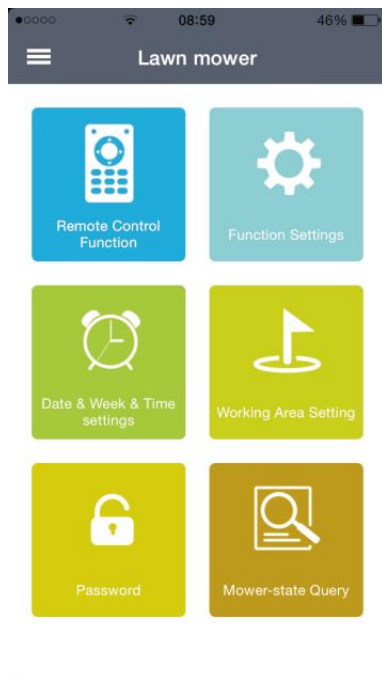 08:59
46%
Lawn mower
Remote Control
Function
Function Settings
Date & Week & Time
settings
Working Area Setting
Password
Mower-state Query